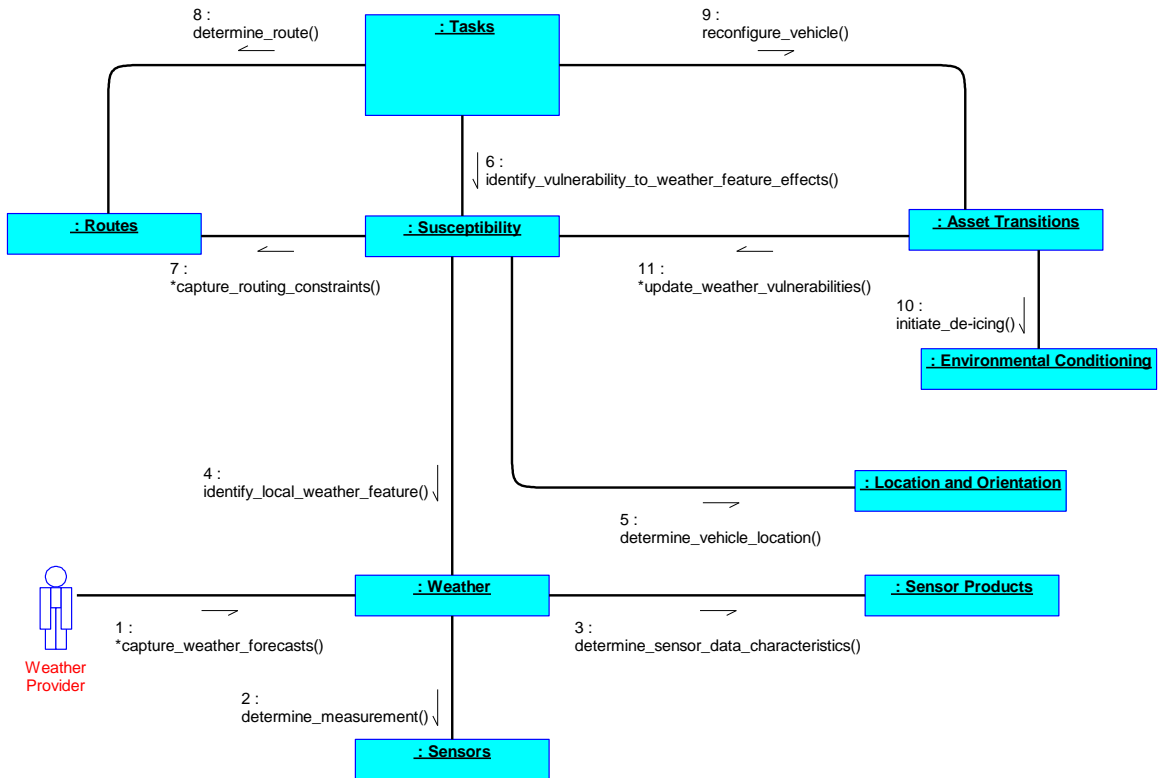 8 :
determine_route()
: Tasks
9 :
reconfigure_vehicle()
6 :
identify_vulnerability_to_weather_feature_effects()
: Routes
: Susceptibility
: Asset Transitions
7 :
*capture_routing_constraints()
11 :
*update_weather_vulnerabilities()
10 :
initiate_de-icing()
: Environmental Conditioning
4 :
identify_local_weather_feature()
: Location and Orientation
5 :
determine_vehicle_location()
: Weather
: Sensor Products
1 :
*capture_weather_forecasts()
3 :
determine_sensor_data_characteristics()
Weather
Provider
2 :
determine_measurement()
: Sensors